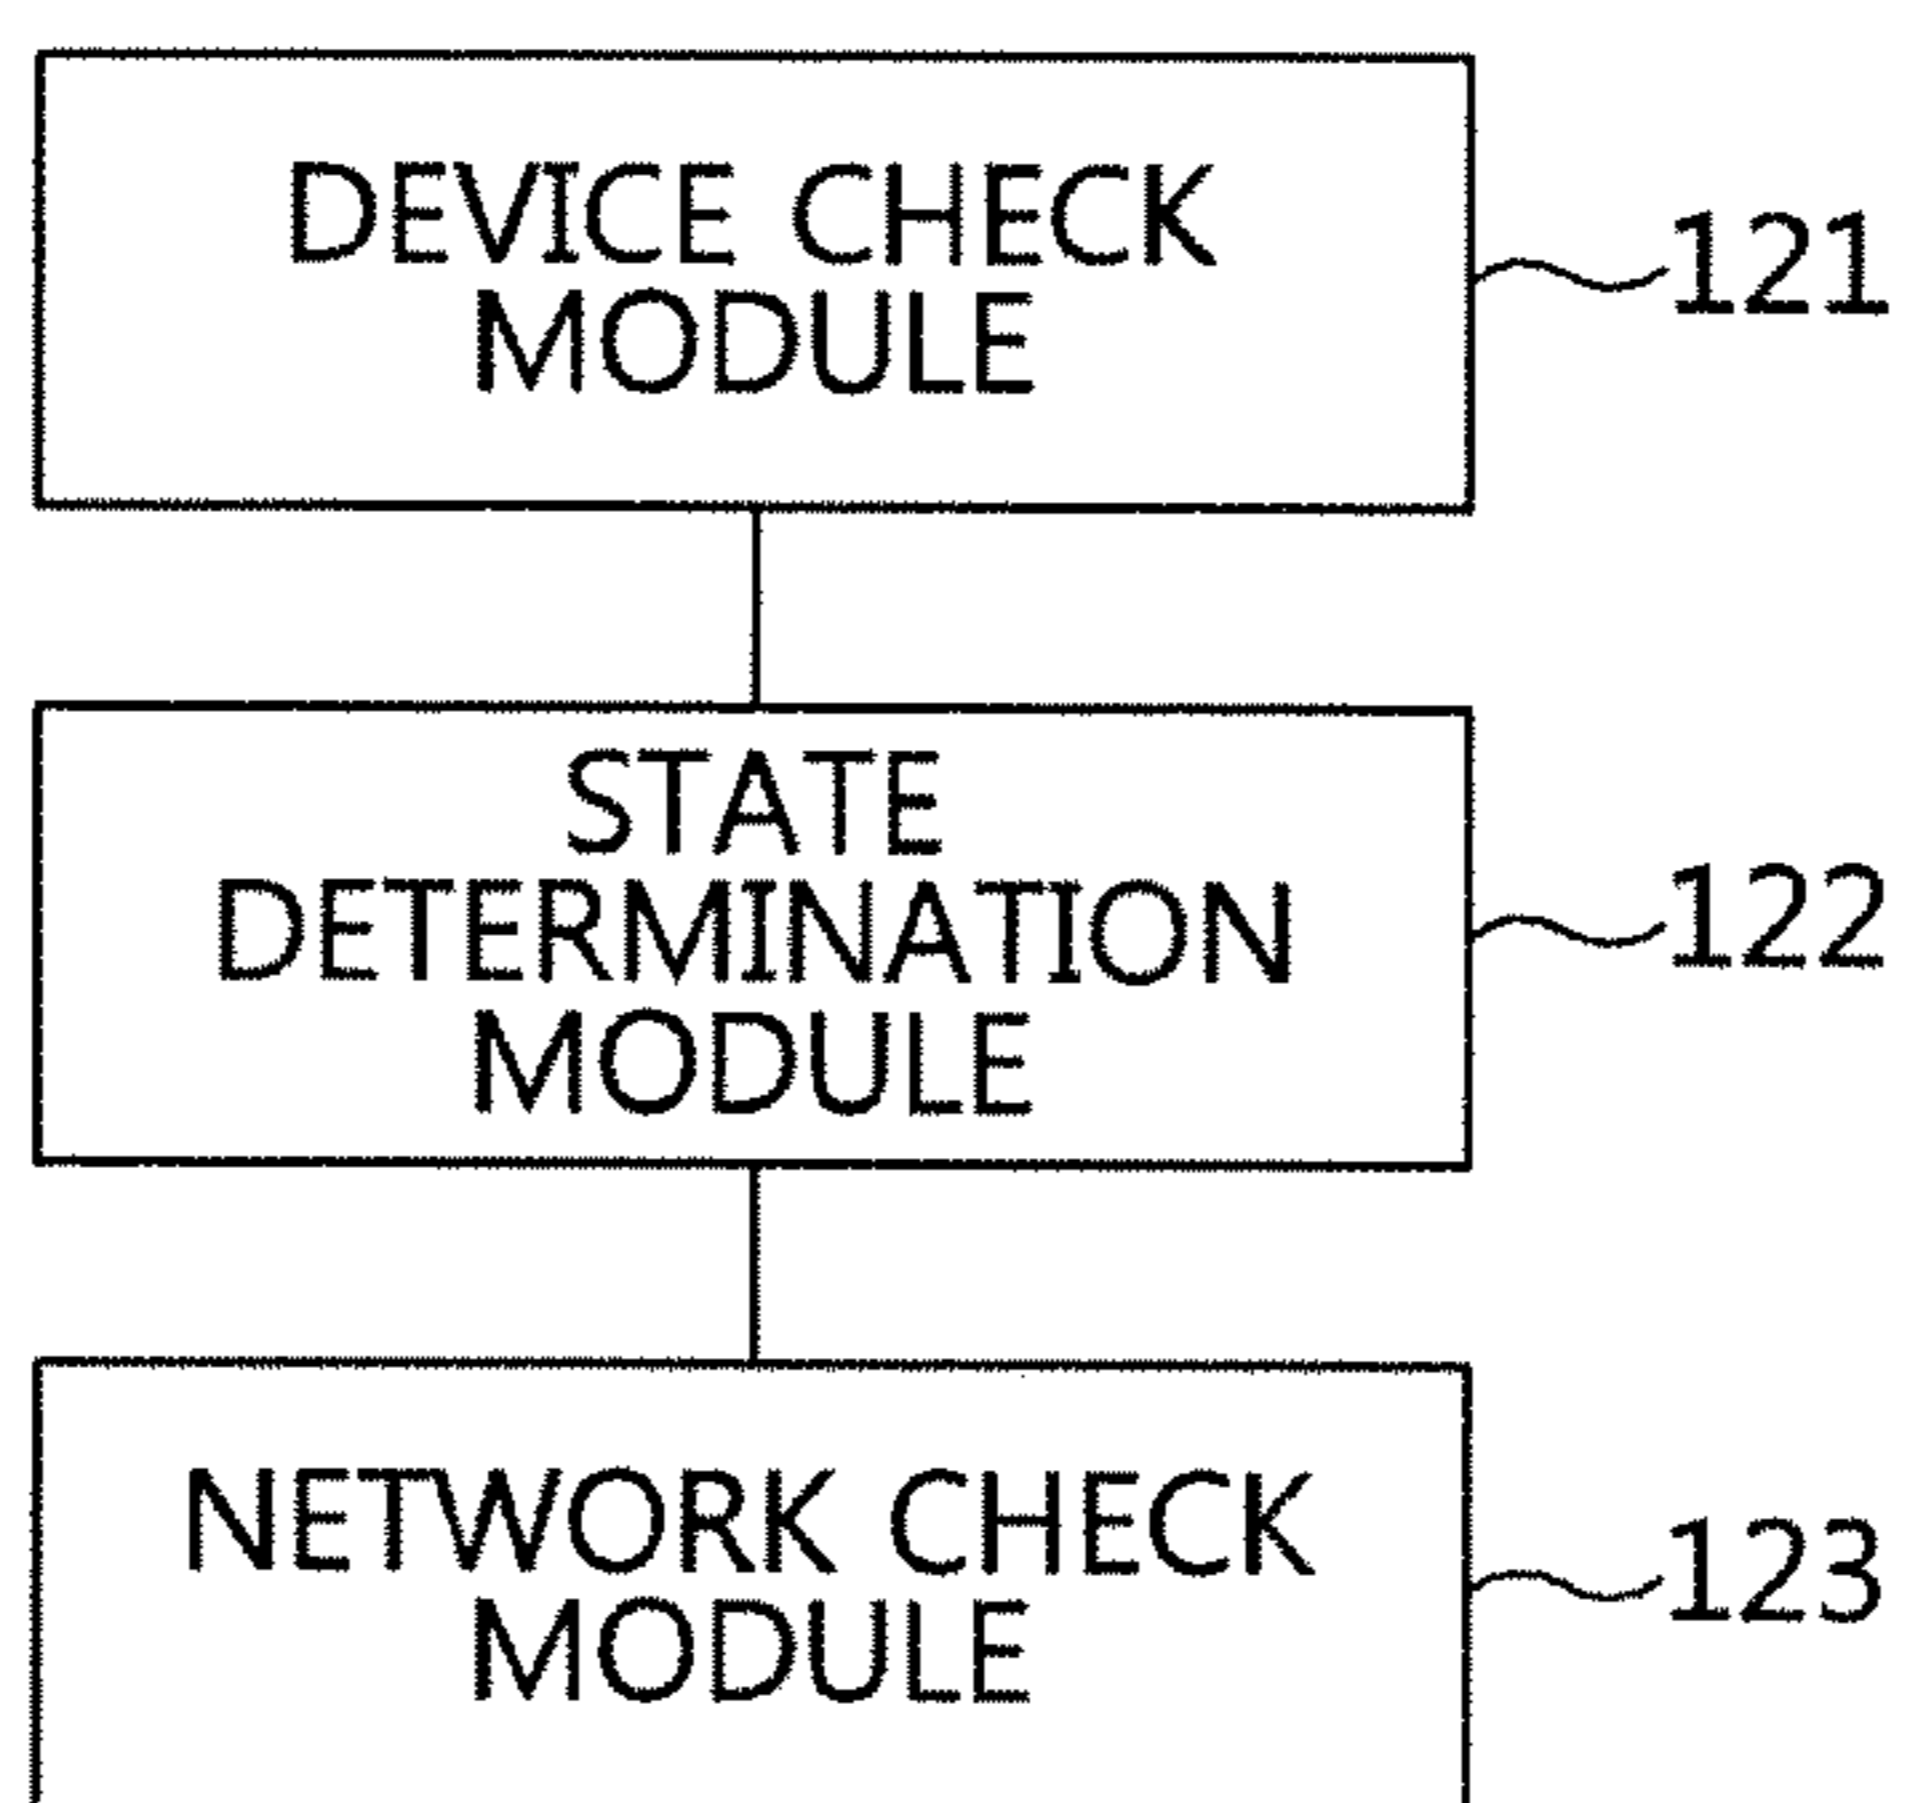 DEVICE CHECK
MODULE
121
STATE
DETERMINATION
MODULE
122
NETWORK CHECK
MODULE
123